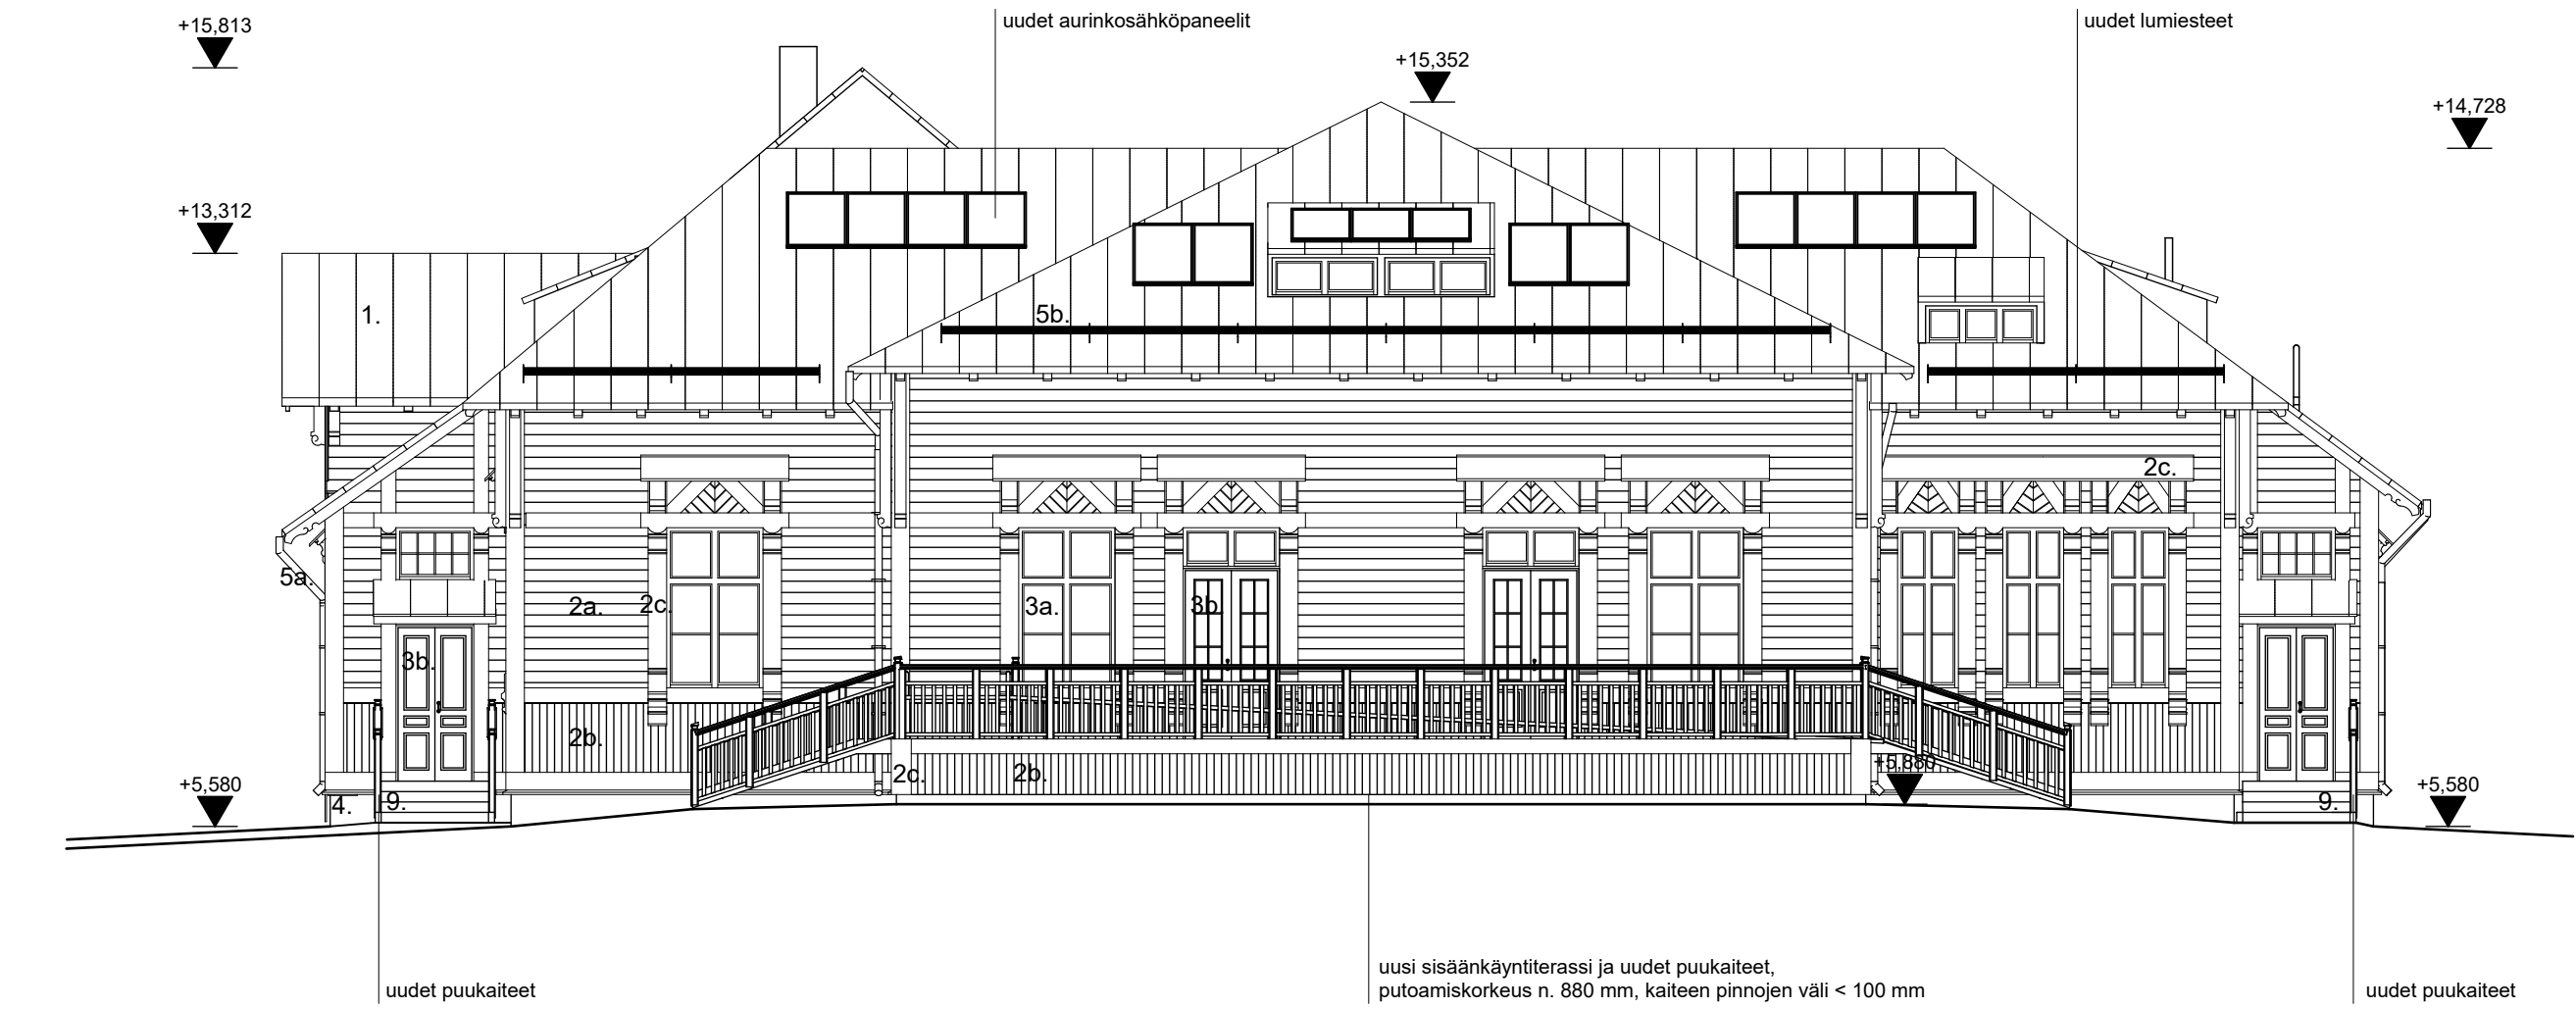 +15,813
uudet aurinkosähköpaneelit
uudet lumiesteet
+15,352
+14,728
+13,312
1.
5b.
2c.
5a.
2a.
2c.
3a.
3b.
3b.
2b.
2c.
2b.
+5,880
+5,580
+5,580
4.
9.
9.
uusi sisäänkäyntiterassi ja uudet puukaiteet,
putoamiskorkeus n. 880 mm, kaiteen pinnojen väli < 100 mm
uudet puukaiteet
uudet puukaiteet